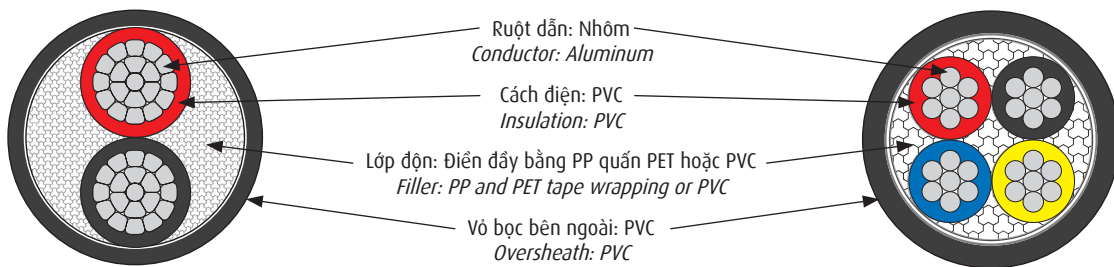 Ruột dẫn: Nhôm
Conductor: Aluminum
Cách điện: PVC
Insulation: PVC
Lớp độn: Điền đầy bằng PP quấn PET hoặc PVC
Filler: PP and PET tape wrapping or PVC
Vỏ bọc bên ngoài: PVC
Oversheath: PVC